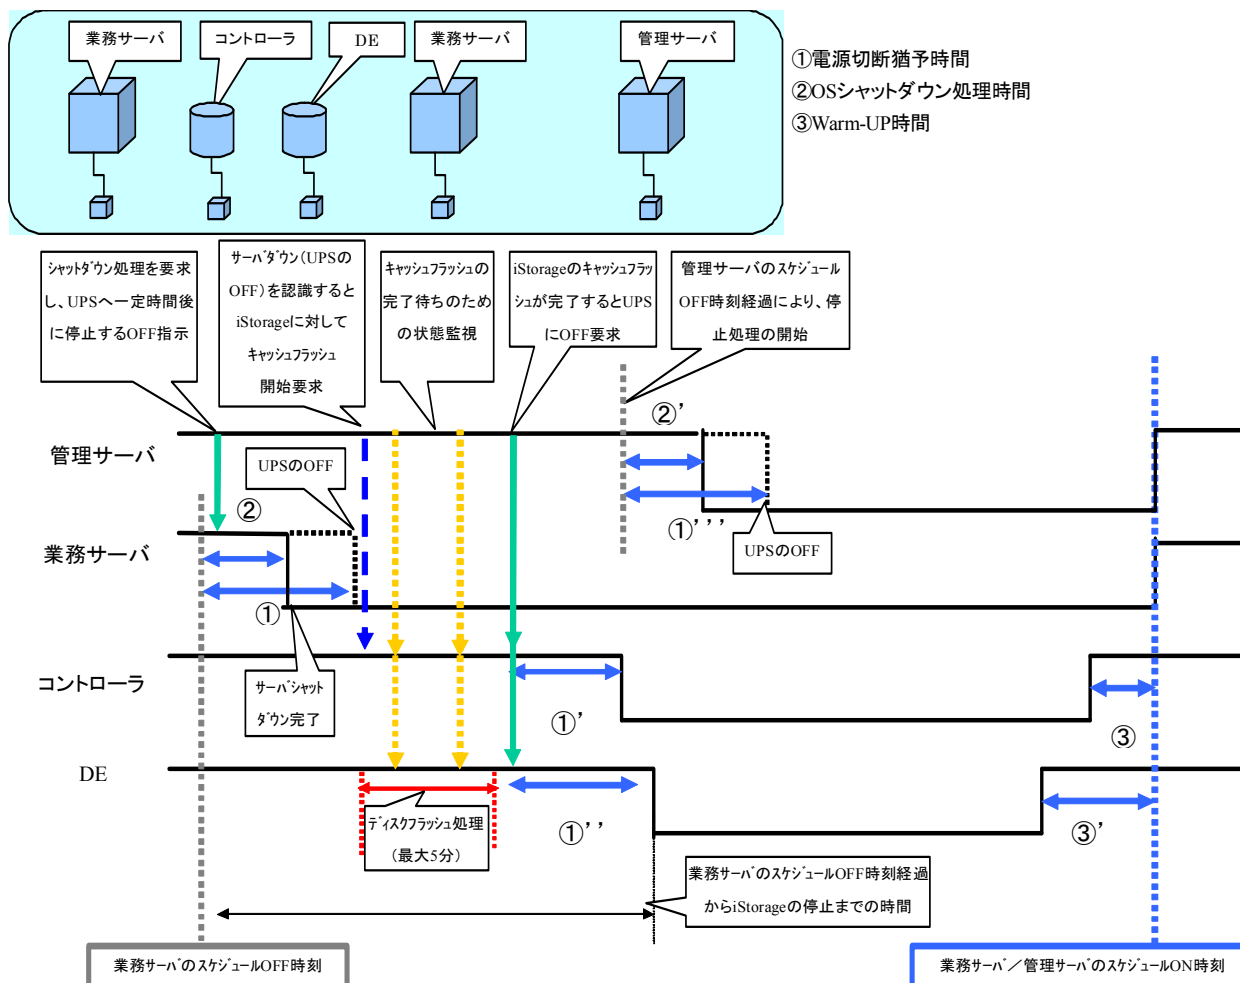 業務サーバ
コントローラ
DE
業務サーバ
管理サーバ
①電源切断猶予時間
②OSシャットダウン処理時間
③Warm-UP時間
シャットダウン処理を要求
し、UPSへ一定時間後
に停止するOFF指示
サーバダウン(UPSの
OFF)を認識すると
iStorageに対して
キャッシュフラッシュ
開始要求
キャッシュフラッシュの
完了待ちのため
の状態監視
iStorageのキャッシュフラッ
シュが完了するとUPS
にOFF要求
管理サーバのスケジュール
OFF時刻経過により、停
止処理の開始
②'
管理サーバ
UPSのOFF
②
①'''
UPSのOFF
業務サーバ
①
コントローラ
サーバシャット
ダウン完了
①'
③
DE
ディスクフラッシュ処理
(最大5分)
①''
③'
業務サーバのスケジュールOFF時刻経過
からiStorageの停止までの時間
業務サーバのスケジュールOFF時刻
業務サーバ/管理サーバのスケジュールON時刻